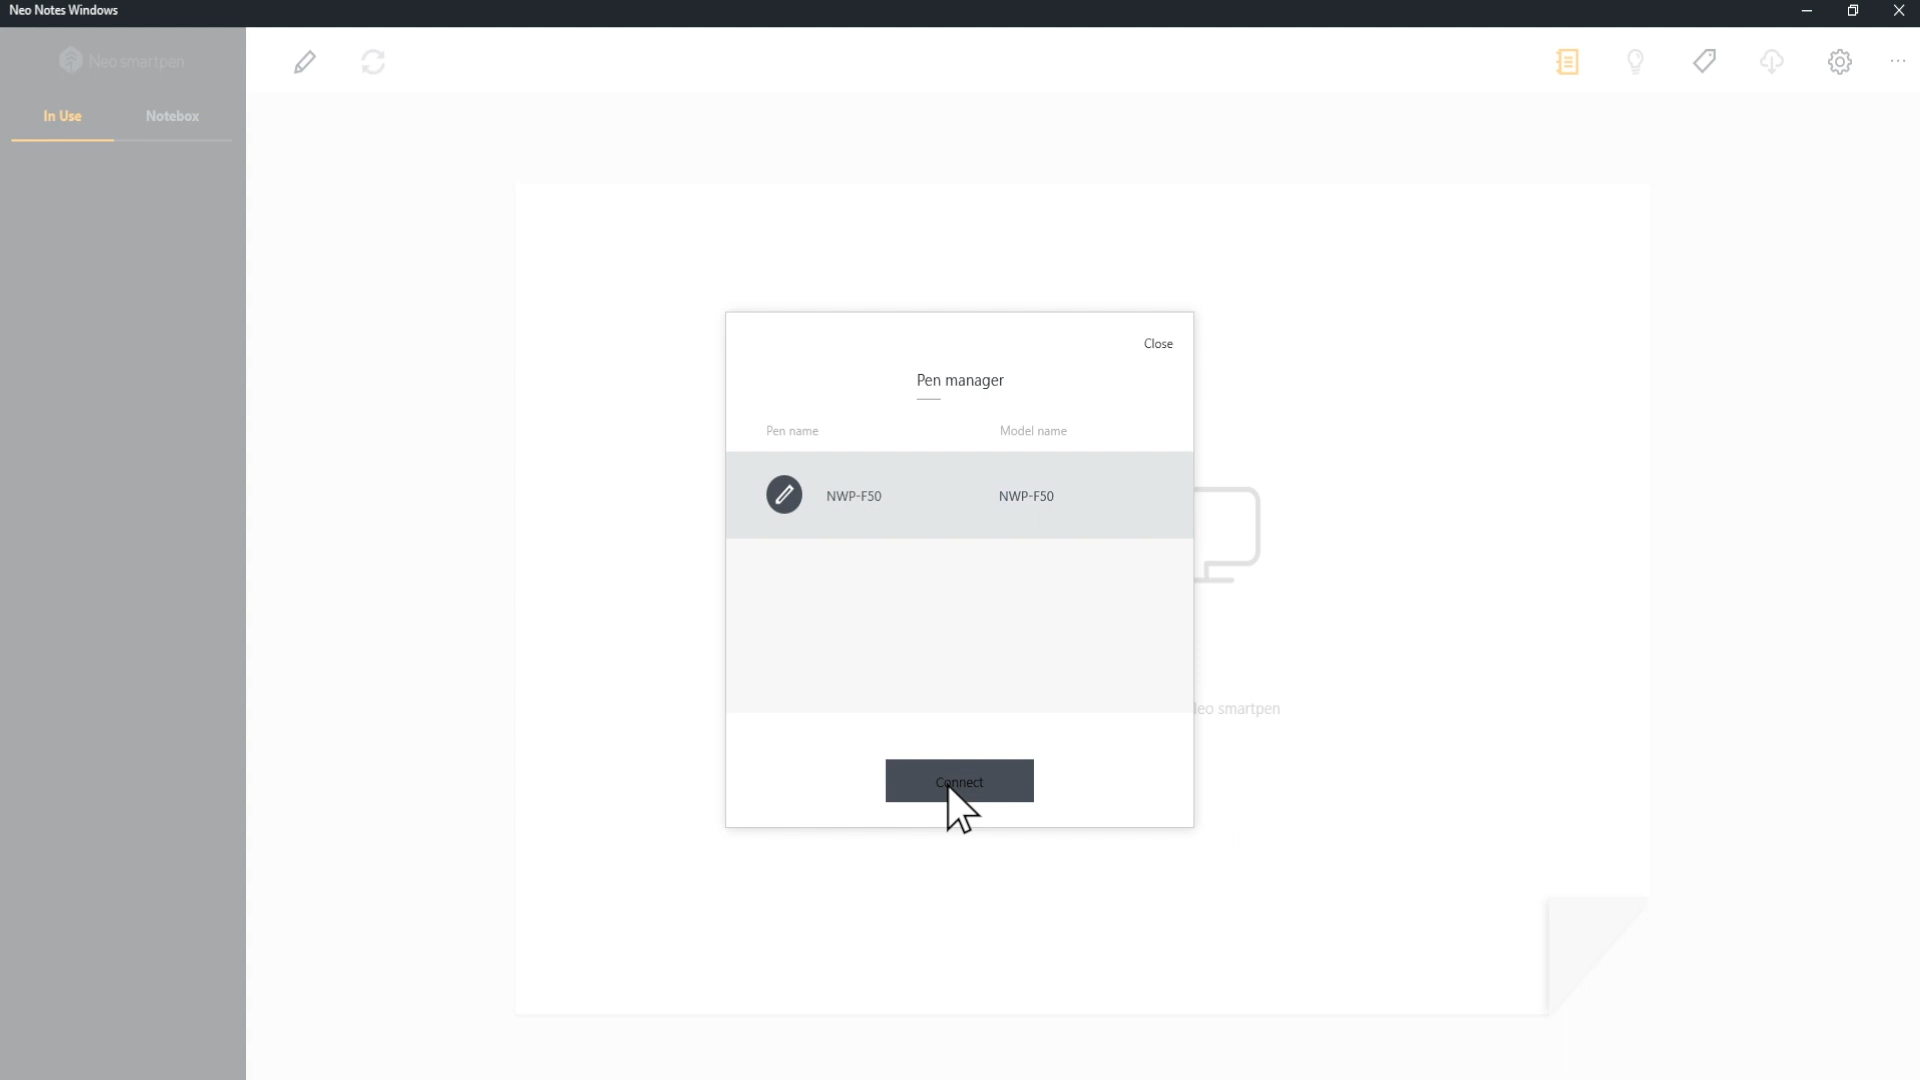 Neo Notes Windows
Neo smartpen
In Use
Notebox
Close
Pen manager
Pen name
Model name
NWP-F50
NWP-F50
eo smartpen
Connect